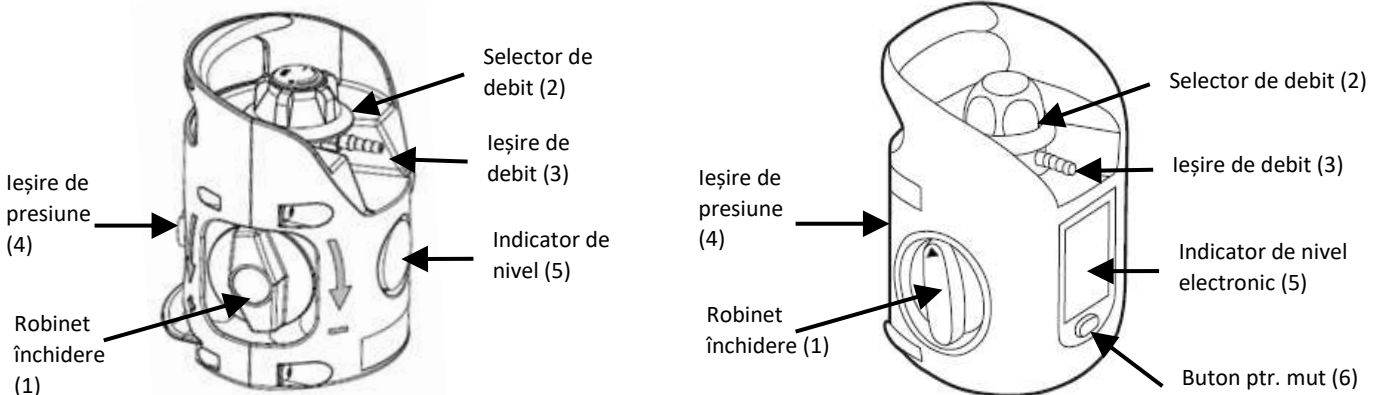 Selector de
debit (2)
Ieșire de
debit (3)
Ieșire de
presiune
(4)
Indicator de
nivel (5)
Robinet
închidere
(1)
Selector de debit (2)
Ieșire de debit (3)
Ieșire de
presiune
(4)
Indicator de nivel
electronic (5)
Robinet
închidere (1)
Buton ptr. mut (6)